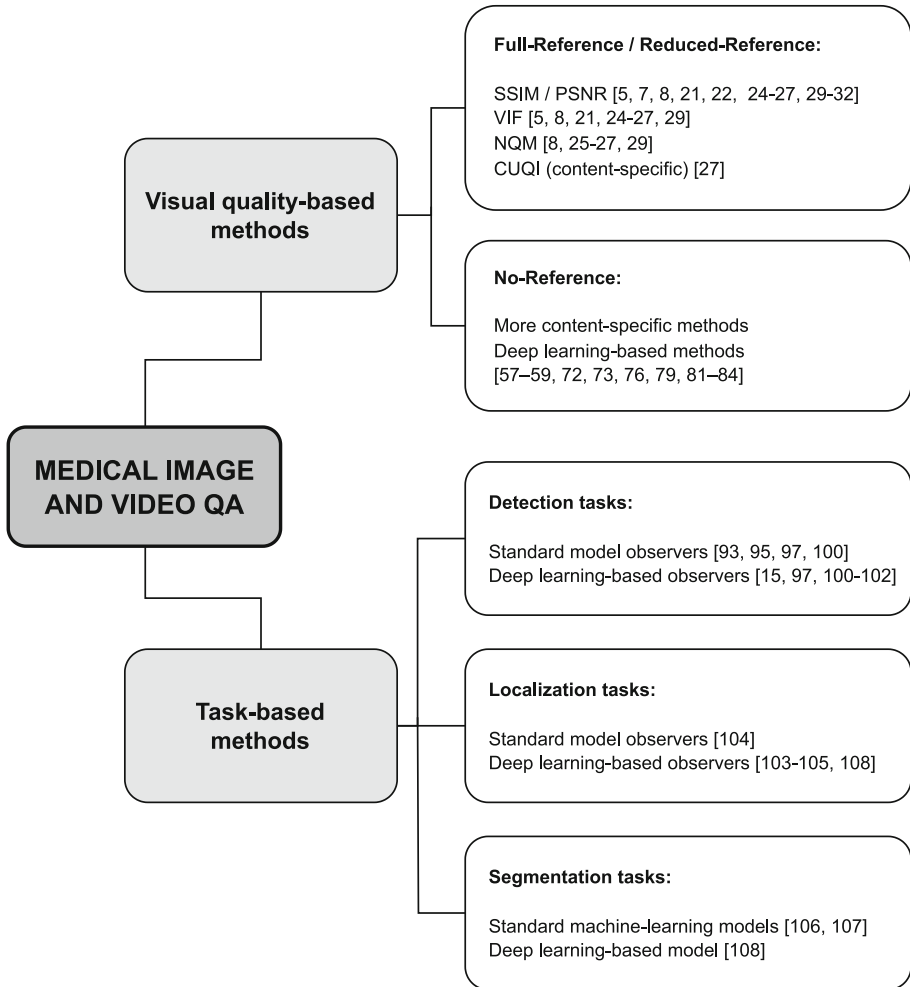 Full-Reference / Reduced-Reference:
SSIM / PSNR [5, 7, 8, 21, 22, 24-27, 29-32]
VIF [5, 8, 21, 24-27, 29]
NQM [8, 25-27, 29]
CUQI (content-specific) [27]
Visual quality-based
methods
No-Reference:
More content-specific methods
Deep learning-based methods
[57–59, 72, 73, 76, 79, 81–84]
MEDICAL IMAGE
AND VIDEO QA
Detection tasks:
Standard model observers [93, 95, 97, 100]
Deep learning-based observers [15, 97, 100-102]
Task-based
methods
Localization tasks:
Standard model observers [104]
Deep learning-based observers [103-105, 108]
Segmentation tasks:
Standard machine-learning models [106, 107]
Deep learning-based model [108]